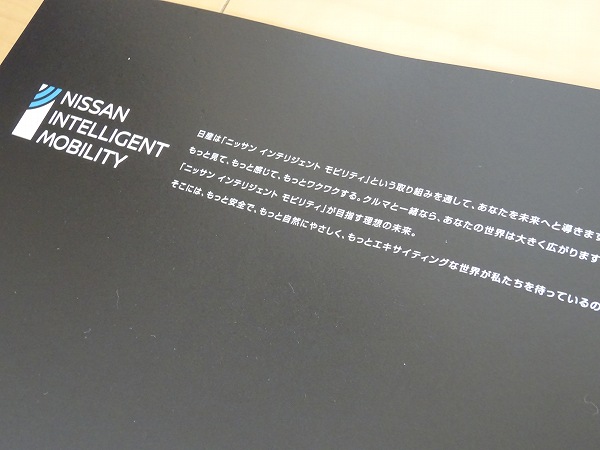 NISSAN
INTELLIGENT
MOBILITY
日産は「ニッサン インテリジェント モビリティ」という取り組みを通して、あなたを未来へと導きます
もっと見て、もっと感じて、もっとワクワクする。クルマと一緒なら、あなたの世界は大きく広がります
「ニッサン インテリジェント モビリティ」が目指す理想の未来。
そこには、もっと安全で、もっと自然にやさしく、もっとエキサイティングな世界が私たちを待っているの